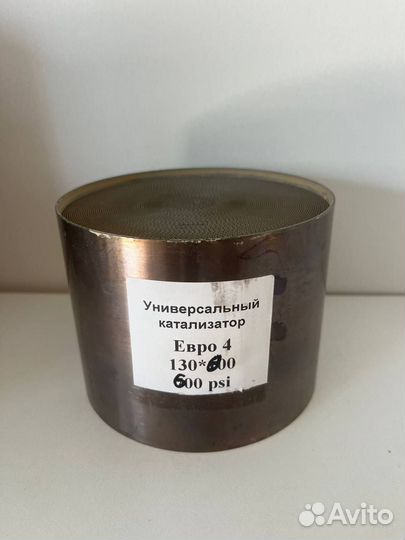 Универсальный
катализатор
Евро 4
130*600
600 psi
Avito